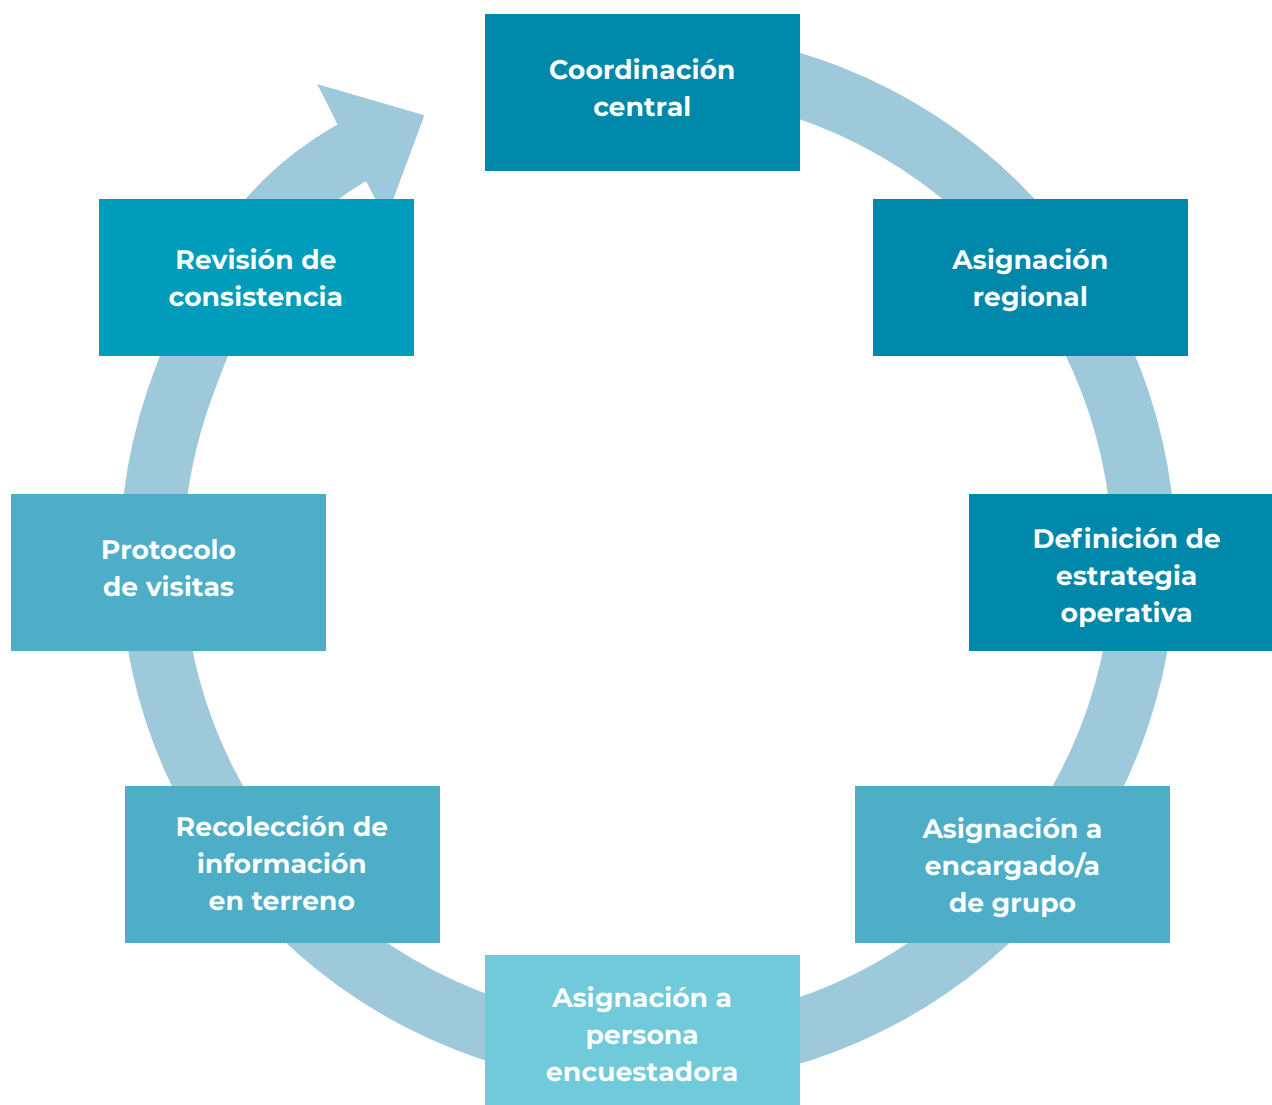 Coordinación
central
Asignación
regional
Definición de
estrategia
operativa
Asignación a
encargado/a
de grupo
Asignación a
persona
encuestadora
Recolección de
información
en terreno
Protocolo
de visitas
Revisión de
consistencia